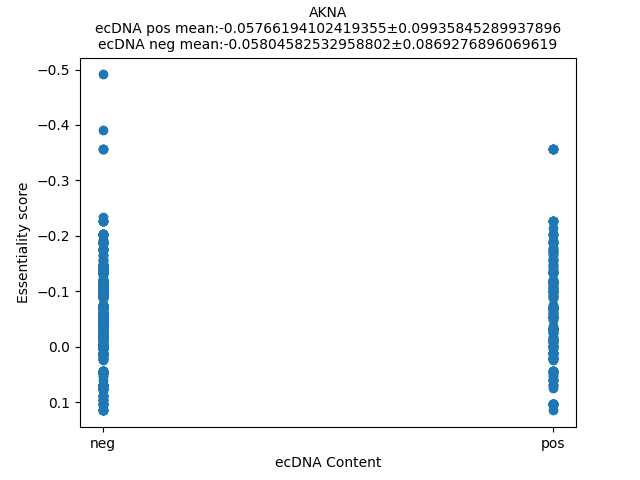 AKNA
ecDNA pos mean:-0.05766194102419355±0.09935845289937896
ecDNA neg mean:-0.05804582532958802±0.0869276896069619
−0.5
−0.4
−0.3
−0.2
−0.1
0.0
0.1
Essentiality score
neg
pos
ecDNA Content